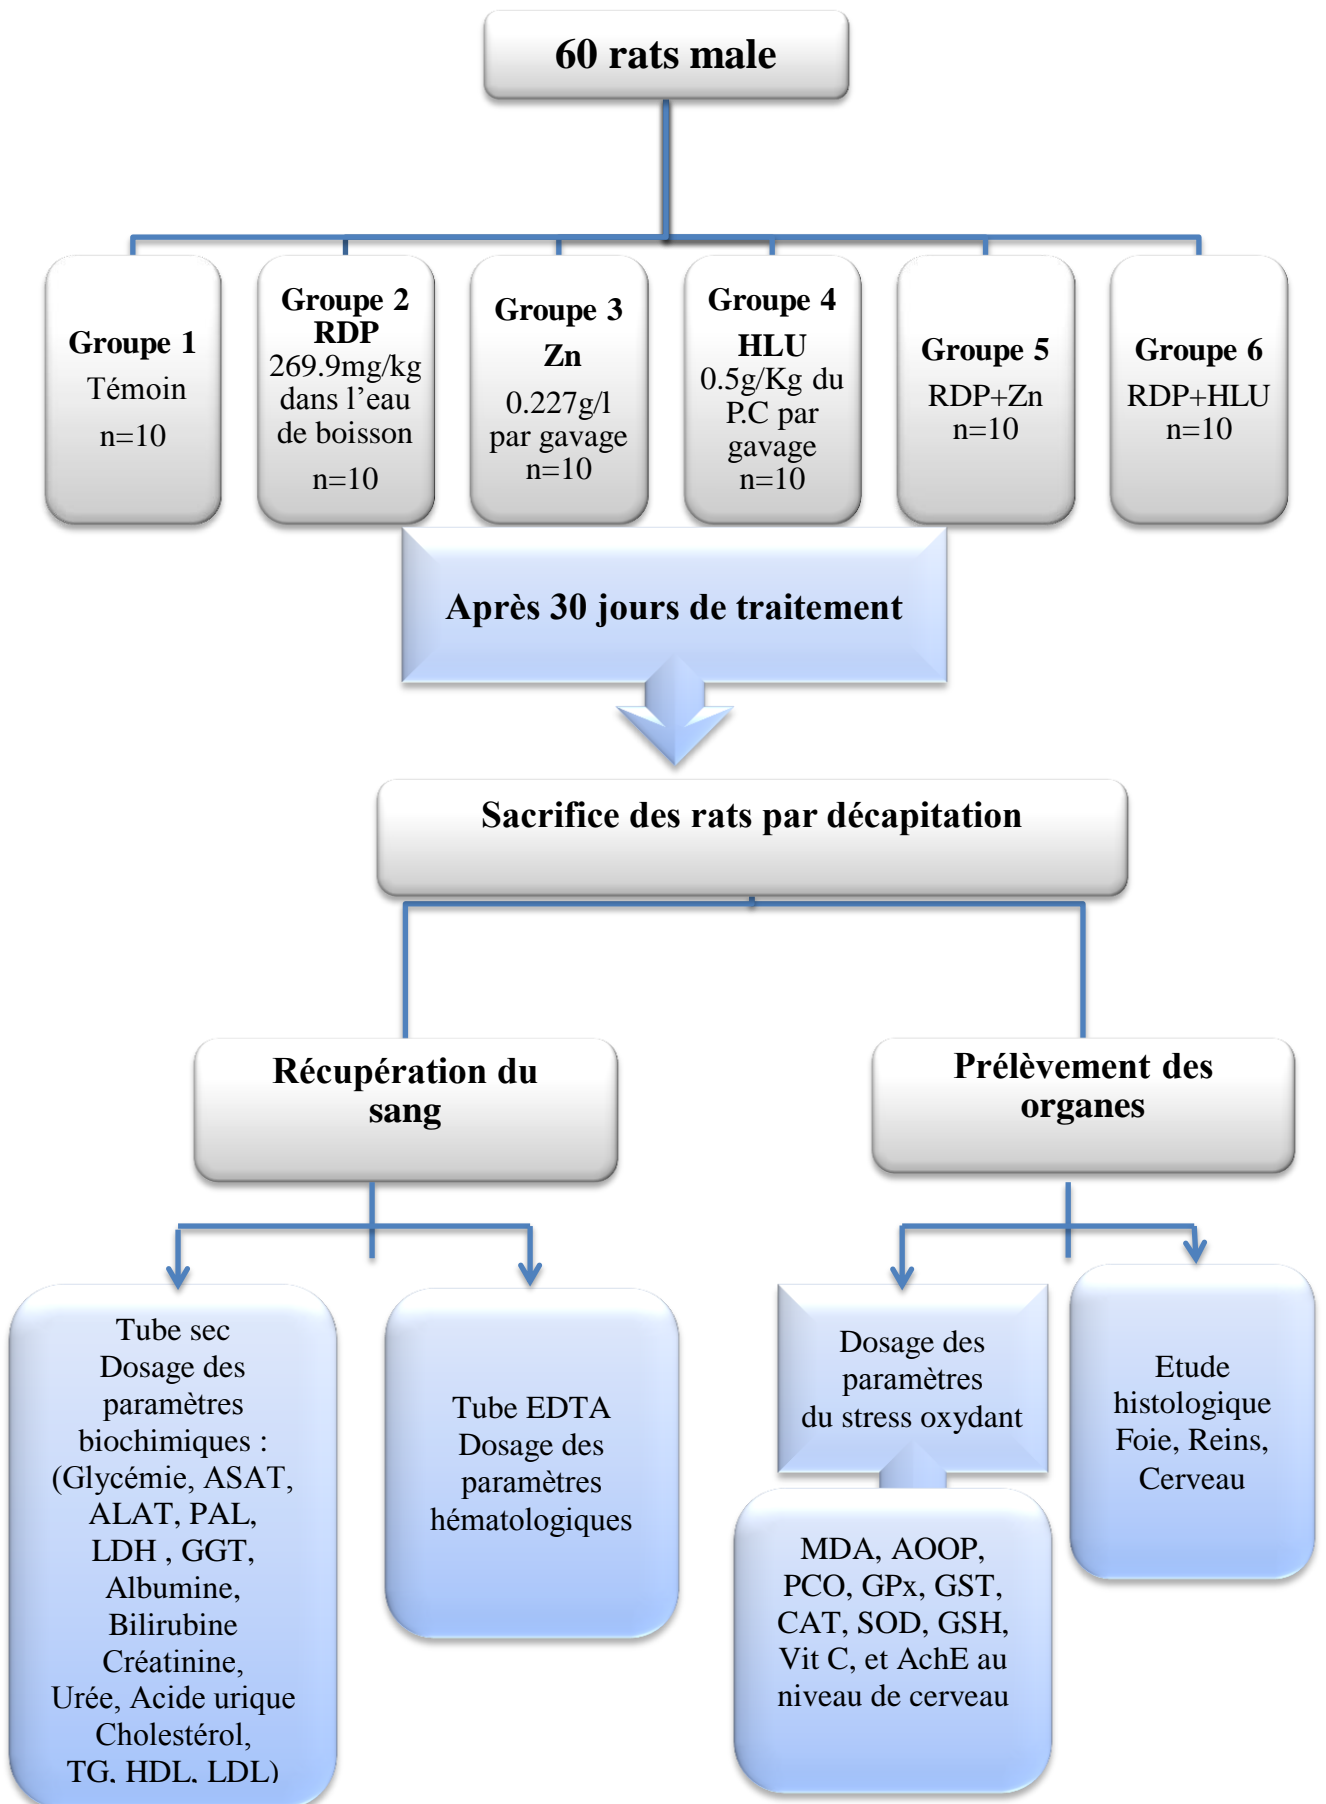 60 rats male
Groupe 1
Témoin
n=10
Groupe 2
RDP
269.9mg/kg
dans l’eau
de boisson
n=10
Groupe 3
Zn
0.227g/l
par gavage
n=10
Groupe 4
HLU
0.5g/Kg du
P.C par
gavage
n=10
Groupe 5
RDP+Zn
n=10
Groupe 6
RDP+HLU
n=10
Après 30 jours de traitement
Sacrifice des rats par décapitation
Récupération du
sang
Prélèvement des
organes
Tube sec
Dosage des
paramètres
biochimiques :
(Glycémie, ASAT,
ALAT, PAL,
LDH , GGT,
Albumine,
Bilirubine
Créatinine,
Urée, Acide urique
Cholestérol,
TG, HDL, LDL)
Tube EDTA
Dosage des
paramètres
hématologiques
Dosage des
paramètres
du stress oxydant
MDA, AOOP,
PCO, GPx, GST,
CAT, SOD, GSH,
Vit C, et AchE au
niveau de cerveau
Etude
histologique
Foie, Reins,
Cerveau